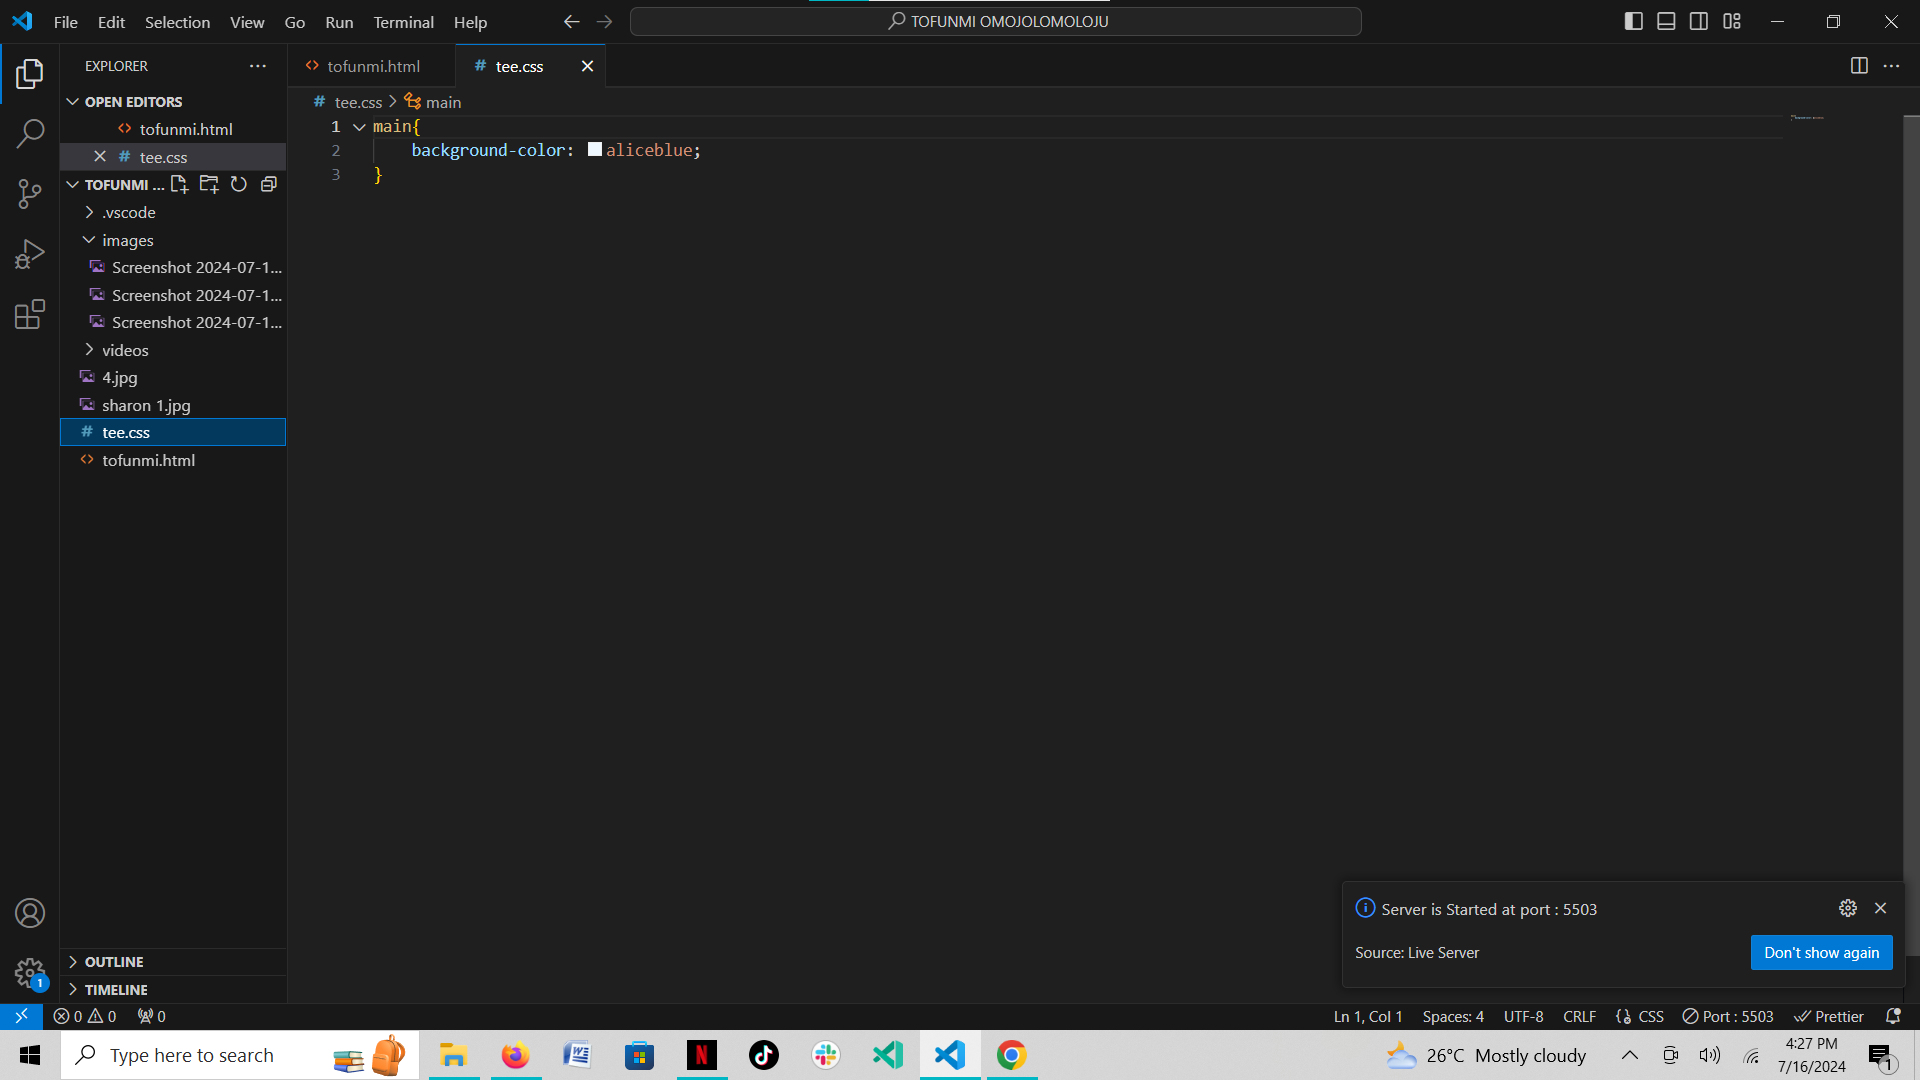 File Edit Selection View Go Run Terminal Help
TOFUNMI OMOJOLOMOLOJU
EXPLORER
OPEN EDITORS
tofunmi.html
tee.css
TOFUNMI ...
.vscode
images
Screenshot 2024-07-1...
Screenshot 2024-07-1...
Screenshot 2024-07-1...
videos
4.jpg
sharon 1.jpg
tee.css
tofunmi.html
OUTLINE
TIMELINE
tofunmi.html
tee.css
tee.css > main
1 main{
2 background-color: aliceblue;
3 }
Server is Started at port : 5503
Source: Live Server
Don't show again
1
0 0 0
Ln 1, Col 1 Spaces: 4 UTF-8 CRLF CSS Port : 5503 Prettier
Type here to search
N
26°C Mostly cloudy
4:27 PM
7/16/2024
1